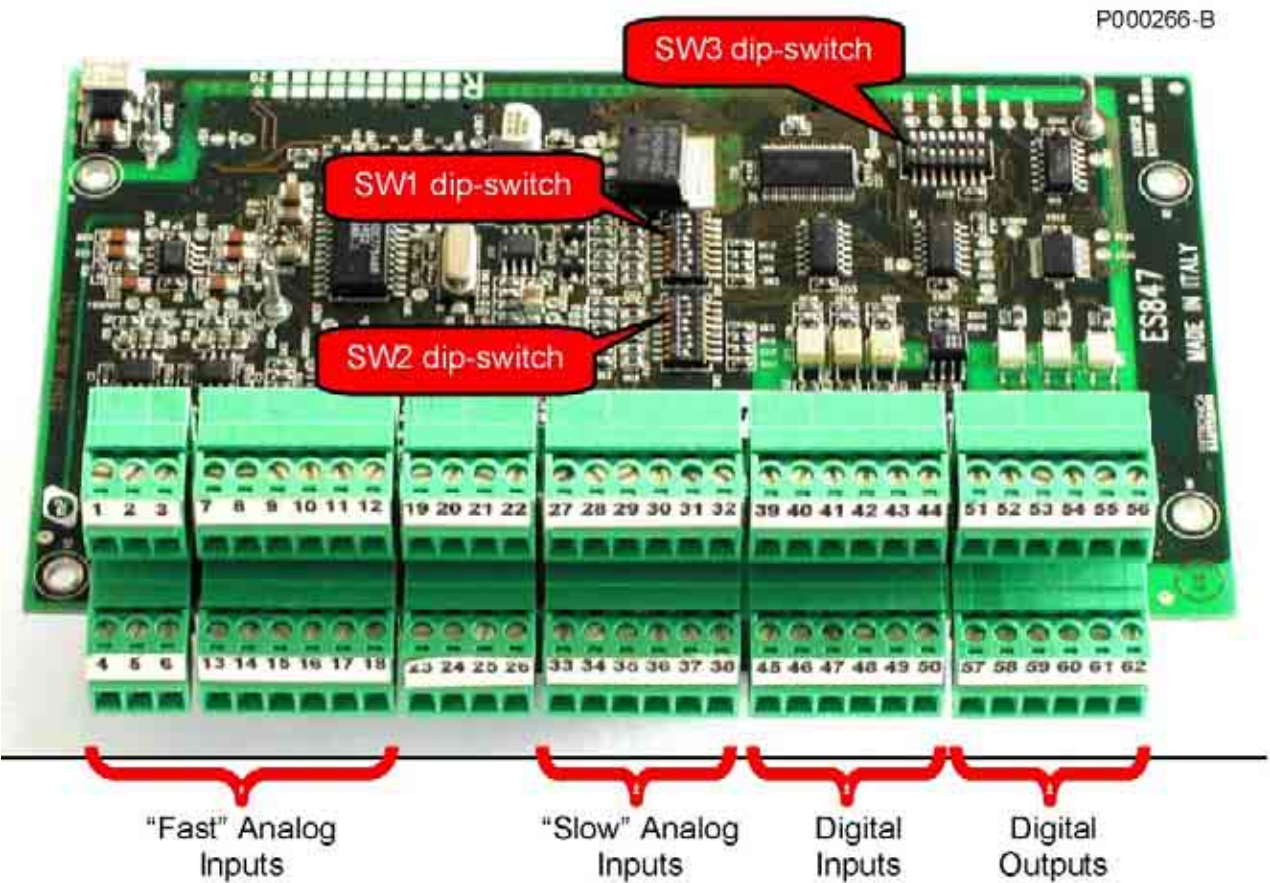 P000266-B
SW3 dip-switch
SW1 dip-switch
SW2 dip-switch
ES847
MADE IN ITALY
1 2 3 7 8 9 10 11 12 19 20 21 22 27 28 29 30 31 32 39 40 41 42 43 44 51 52 53 54 55 56
4 5 6 13 14 15 16 17 18 23 24 25 26 33 34 35 36 37 38 45 46 47 48 49 50 57 58 59 60 61 62
“Fast” Analog
Inputs
“Slow” Analog
Inputs
Digital
Inputs
Digital
Outputs